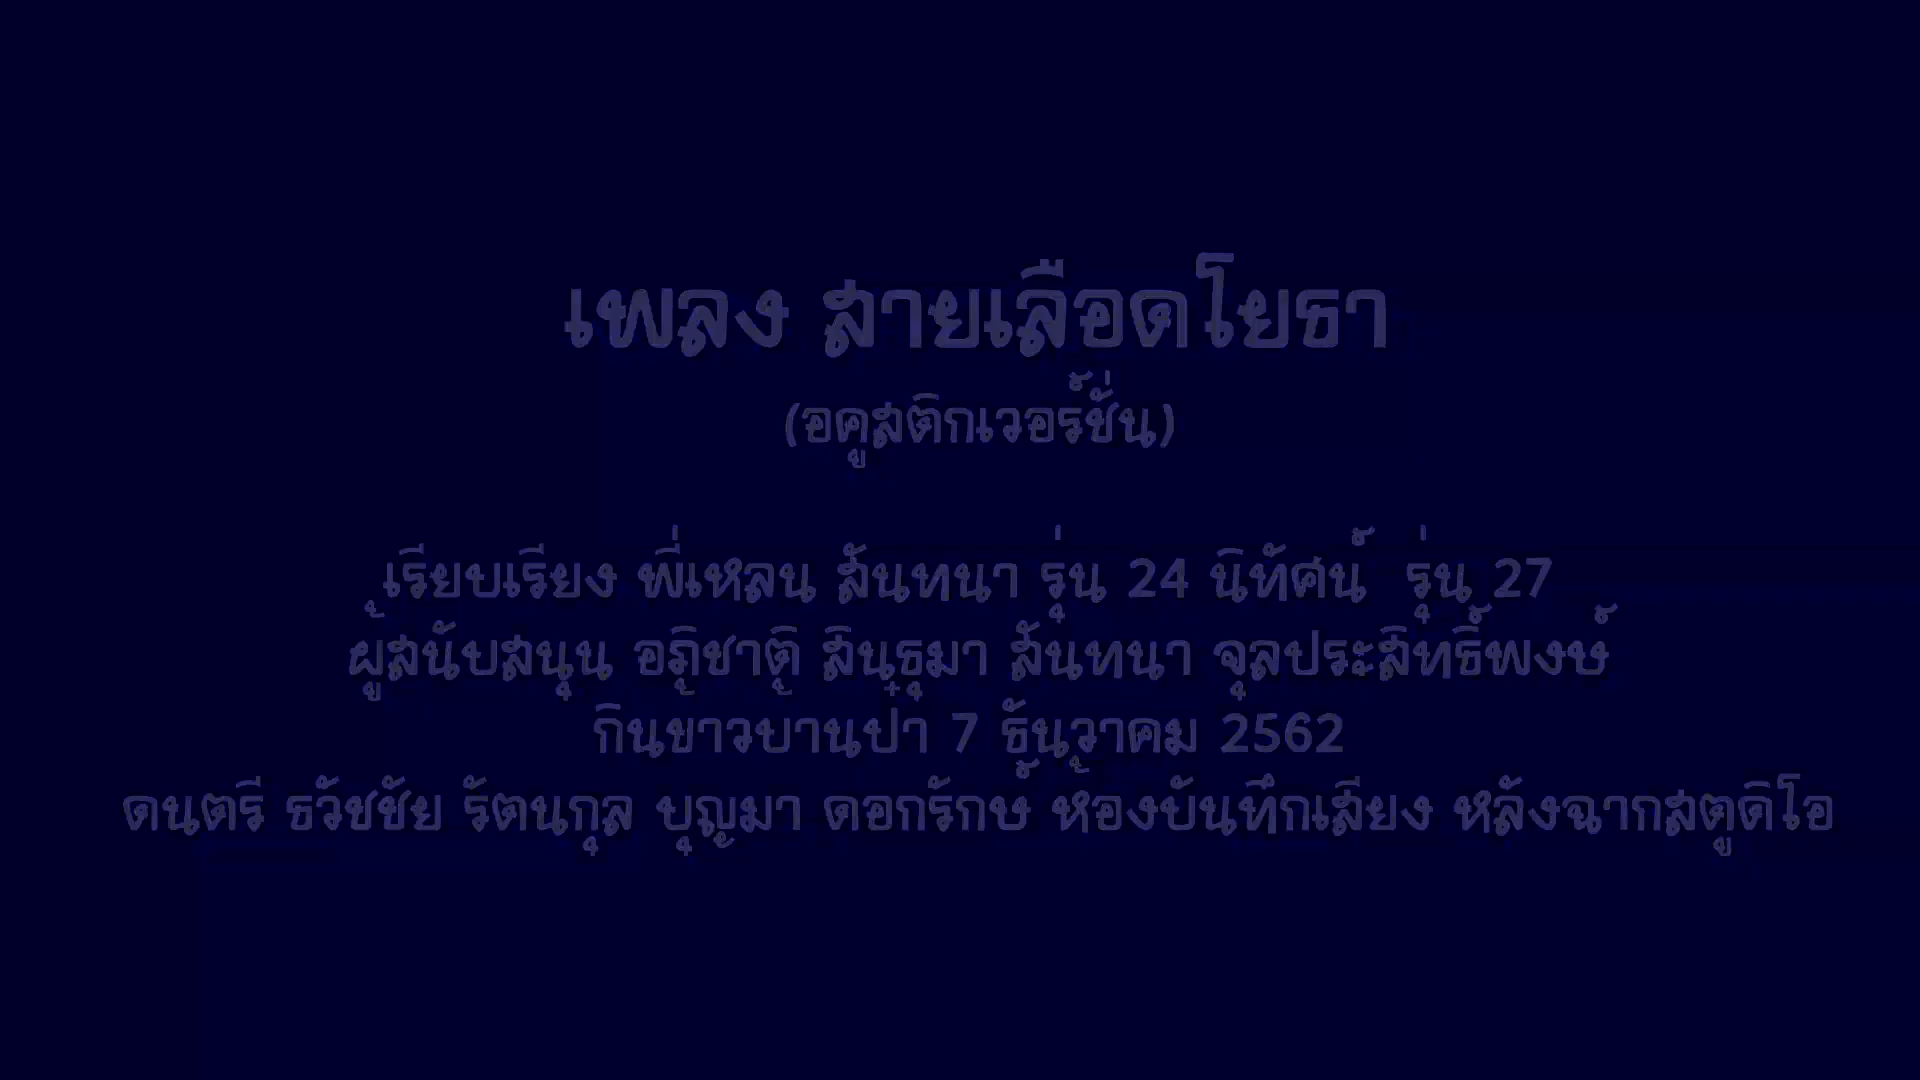 เพลง สายเลือดโยธา
(อคูสติกเวอร์ชั่น)
เรียบเรียง พี่เหลน สันทนา รุ่น 24 นิทัศน์ รุ่น 27
ผู้สนับสนุน อภิชาติ สินธุมา สันทนา จุลประสิทธิ์พงษ์
กินข้าวบ้านป๋า 7 ธันวาคม 2562
ดนตรี ธวัชชัย รัตนกุล บุญมา ดอกรักษ์ ห้องบันทึกเสียง หลังฉากสตูดิโอ